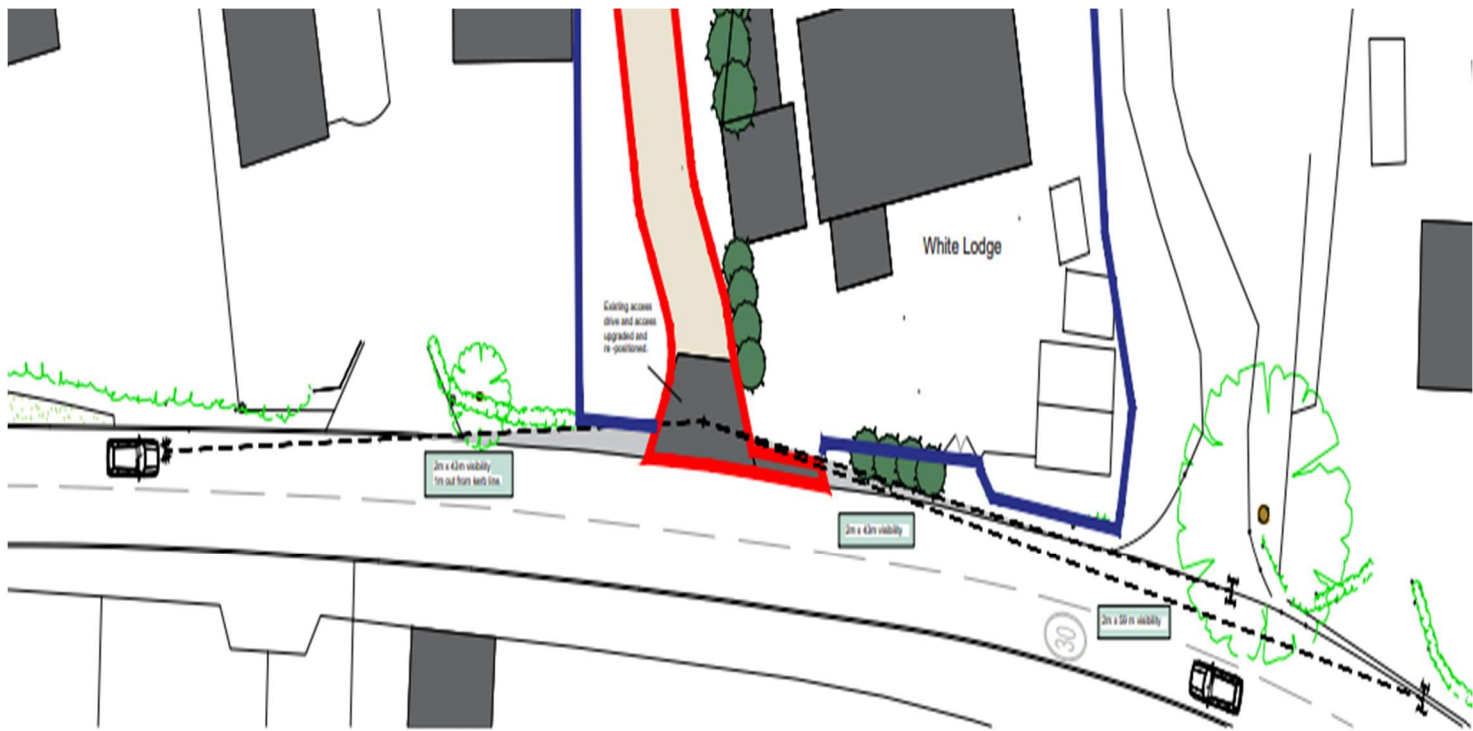 White Lodge
Existing access
drive and access
upgraded and
re -positioned.
2m x 43m visibility
1m out from kerb line.
2m x 43m visibility
2m x 59 m visibility
30